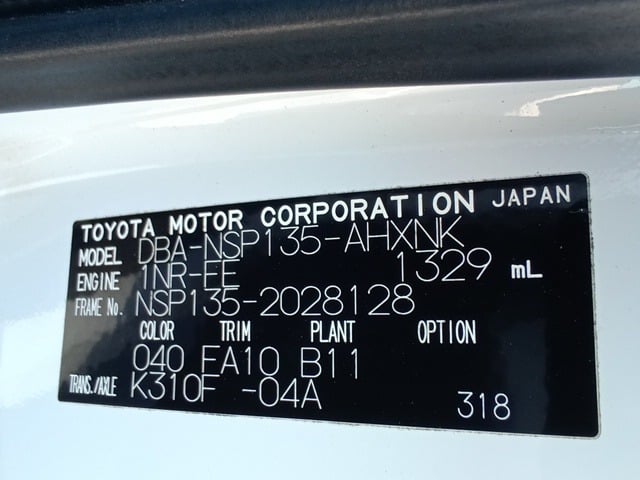 TOYOTA MOTOR CORPORATION JAPAN
MODEL DBA-NSP135-AHXNK
ENGINE 1NR-EE 1329 mL
FRAME No. NSP135-2028128
COLOR TRIM PLANT OPTION
040 FA10 B11
TRANS./AXLE K310F -04A
318